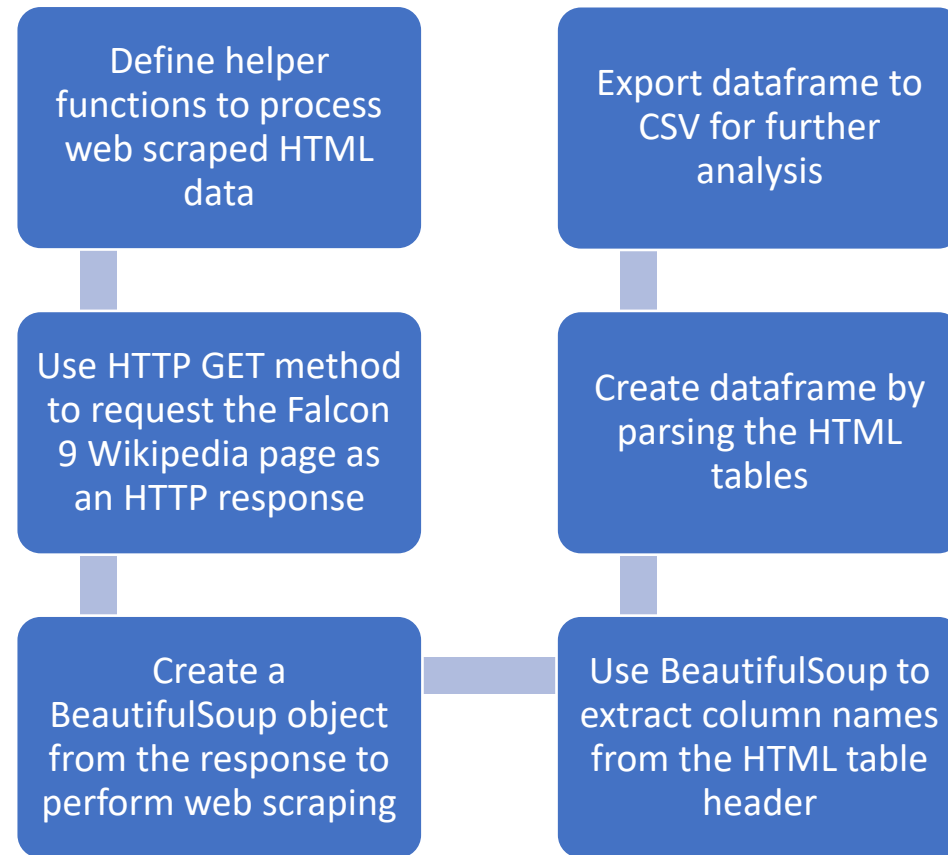 Define helper
functions to process
web scraped HTML
data
Use HTTP GET method
to request the Falcon
9 Wikipedia page as
an HTTP response
Create a
BeautifulSoup object
from the response to
perform web scraping
Use BeautifulSoup to
extract column names
from the HTML table
header
Create dataframe by
parsing the HTML
tables
Export dataframe to
CSV for further
analysis